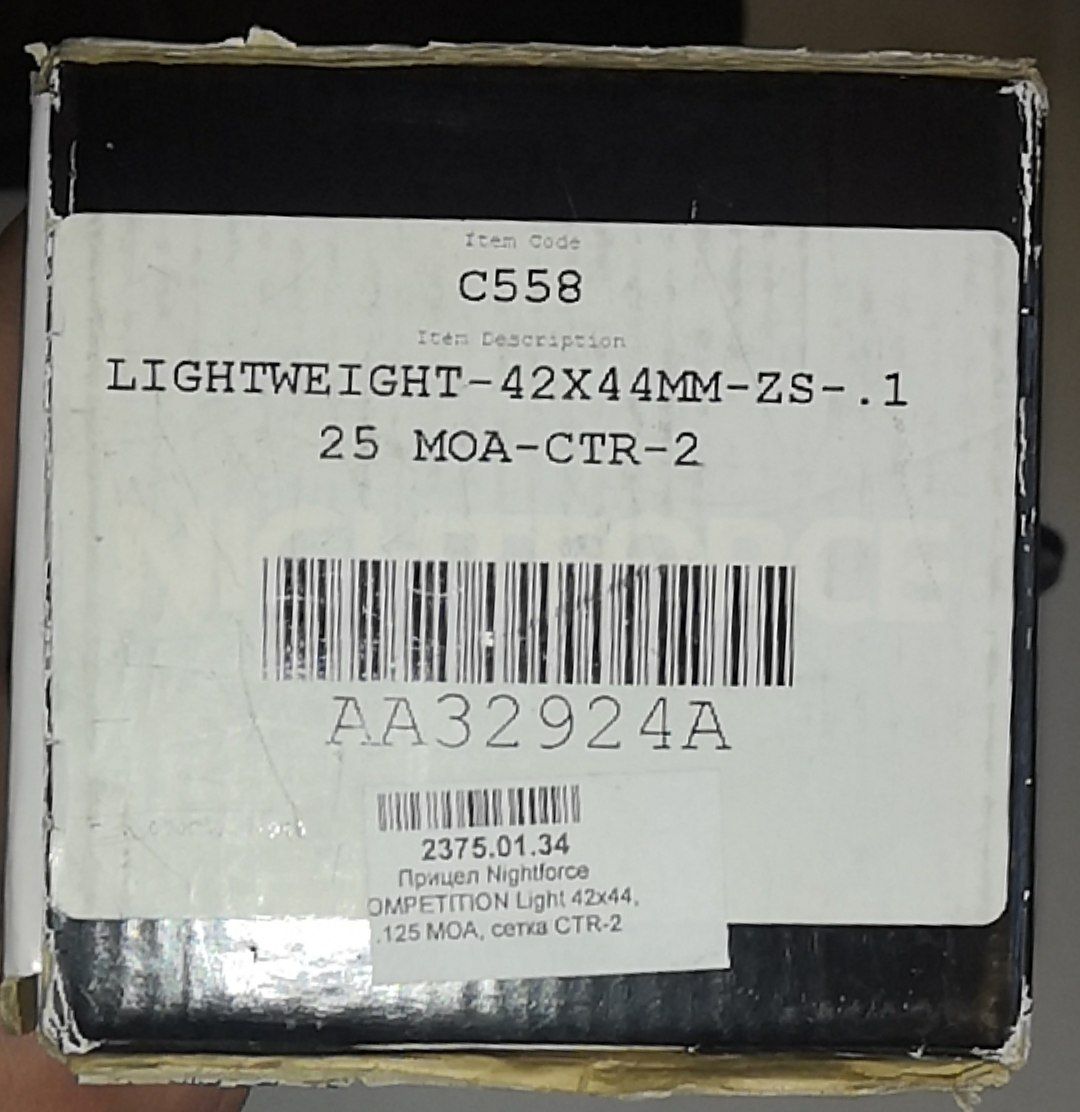 Item Code
C558
Item Description
LIGHTWEIGHT-42X44MM-ZS-.1
25 MOA-CTR-2
AA32924A
2375.01.34
Прицел Nightforce
OMPETITION Light 42x44,
.125 MOA, сетка CTR-2